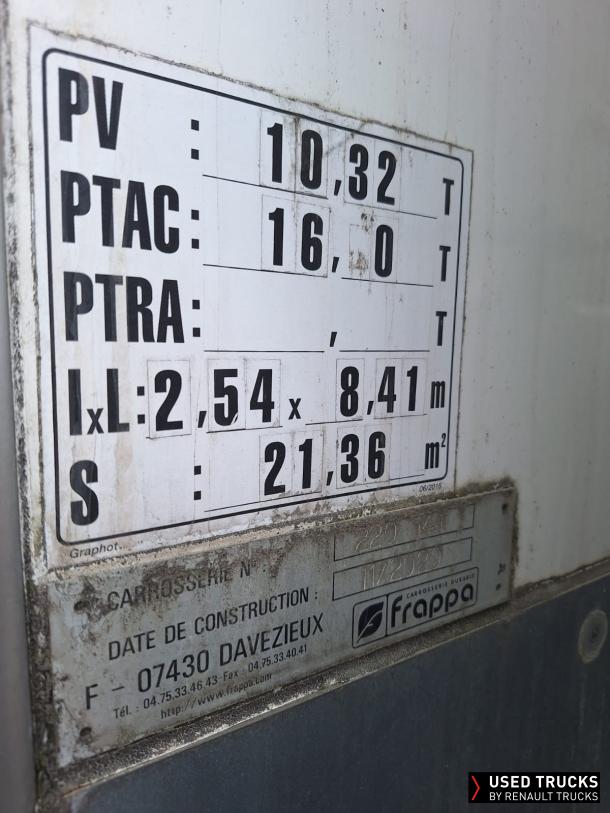 PV : 10,32 T
PTAC : 16, 0 T
PTRA : , T
lxL: 2,54 x 8,41 m
S : 21,36 m²
Graphot...
06/2016
CARROSSERIE N°
DATE DE CONSTRUCTION :
F - 07430 DAVEZIEUX
Tél. : 04.75.33.46.43-Fax : 04.75.33.40.41
http://www.frappa.com
CARROSSERIE DURABLE
frappa
USED TRUCKS
BY RENAULT TRUCKS